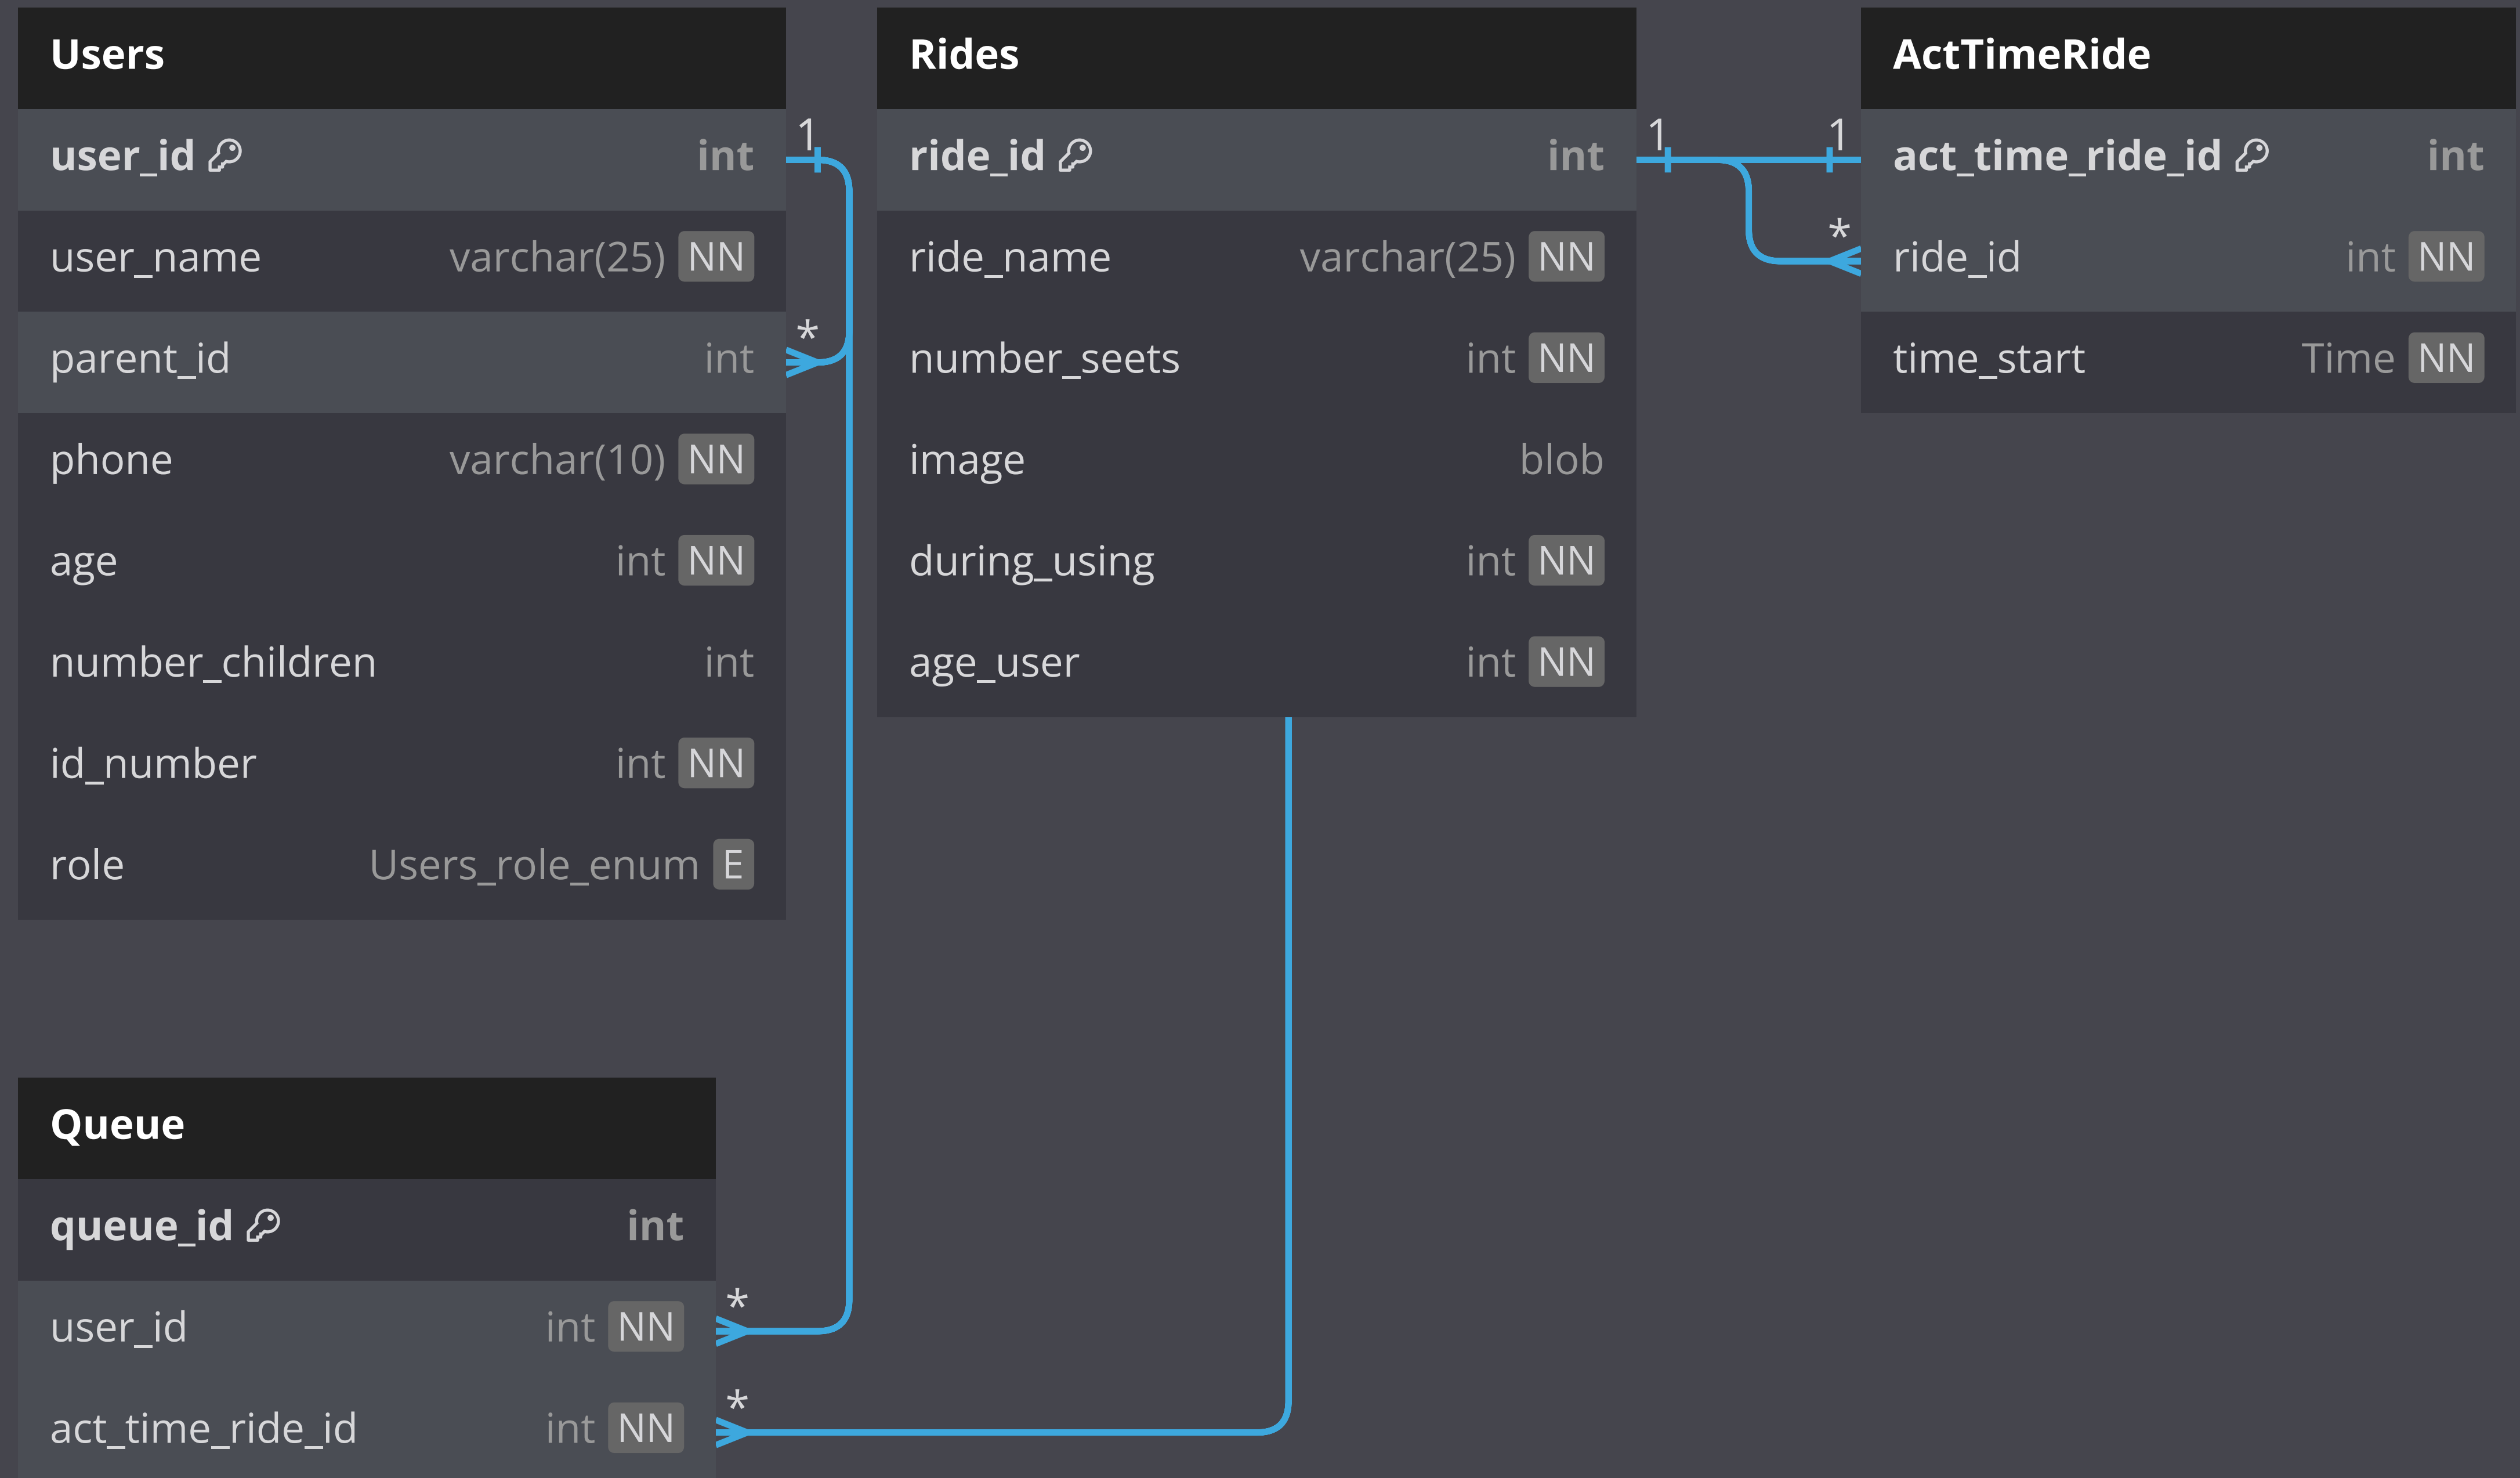 Users
user_id int
user_name varchar(25) NN
parent_id int
phone varchar(10) NN
age int NN
number_children int
id_number int NN
role Users_role_enum E
1
*
Rides
ride_id int
ride_name varchar(25) NN
number_seets int NN
image blob
during_using int NN
age_user int NN
1
1
*
ActTimeRide
act_time_ride_id int
ride_id int NN
time_start Time NN
Queue
queue_id int
user_id int NN
act_time_ride_id int NN
*
*